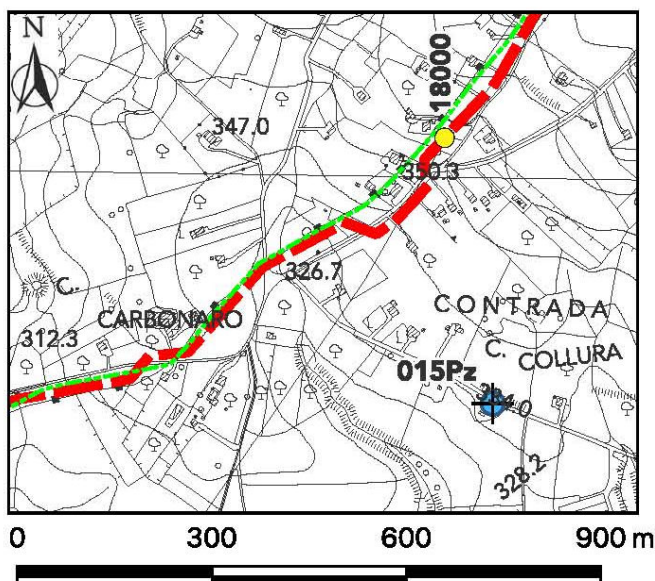 N
18000
347.0
350.3
326.7
C.
CONTRADA
CARBONARO
312.3
C. COLLURA
015Pz
328.2
0 300 600 900 m